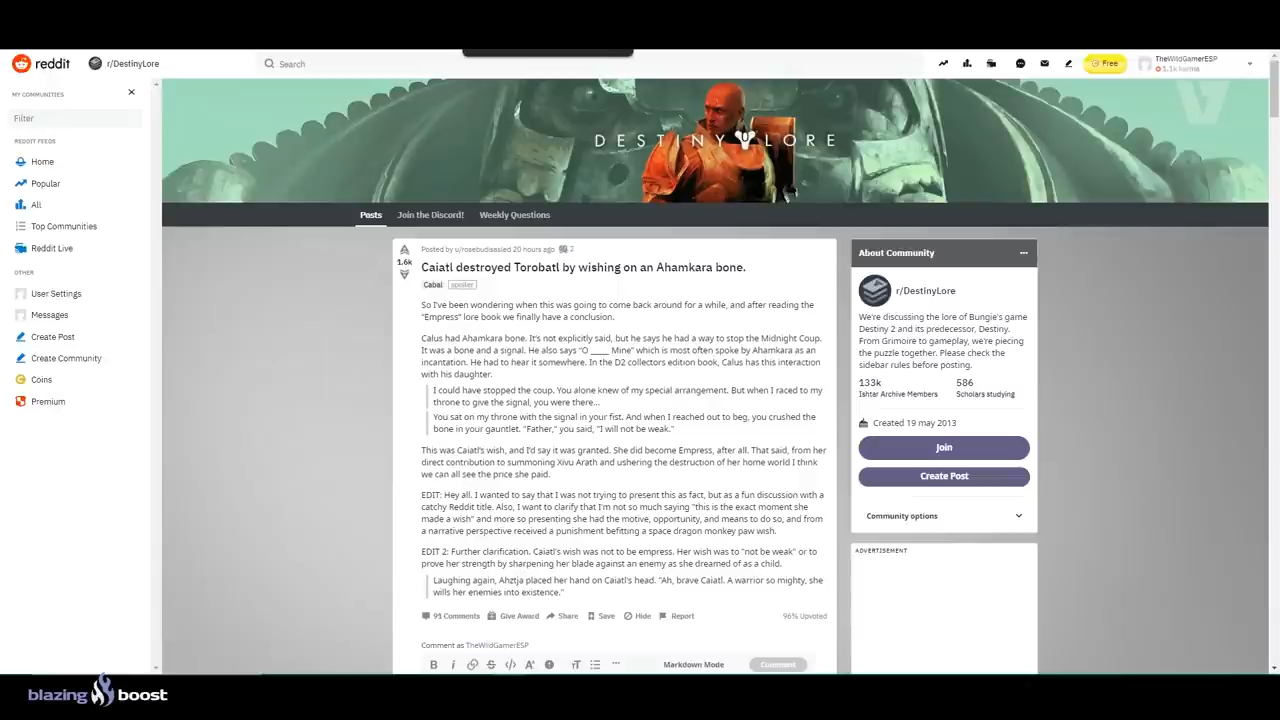 reddit
r/DestinyLore
Search
Free
TheWildGamerESP
1.1k karma
MY COMMUNITIES
Filter
REDDIT FEEDS
Home
Popular
All
Top Communities
Reddit Live
OTHER
User Settings
Messages
Create Post
Create Community
Coins
Premium
DESTINY LORE
Posts
Join the Discord!
Weekly Questions
Posted by u/rosebudisasled 20 hours ago 2
1.6k
Caiatl destroyed Torobatl by wishing on an Ahamkara bone.
Cabal spoiler
So I've been wondering when this was going to come back around for a while, and after reading the
"Empress" lore book we finally have a conclusion.
Calus had Ahamkara bone. It's not explicitly said, but he says he had a way to stop the Midnight Coup.
It was a bone and a signal. He also says "O _____ Mine" which is most often spoke by Ahamkara as an
incantation. He had to hear it somewhere. In the D2 collectors edition book, Calus has this interaction
with his daughter.
I could have stopped the coup. You alone knew of my special arrangement. But when I raced to my
throne to give the signal, you were there...
You sat on my throne with the signal in your fist. And when I reached out to beg, you crushed the
bone in your gauntlet. "Father," you said, "I will not be weak."
This was Caiatl's wish, and I'd say it was granted. She did become Empress, after all. That said, from her
direct contribution to summoning Xivu Arath and ushering the destruction of her home world I think
we can all see the price she paid.
EDIT: Hey all. I wanted to say that I was not trying to present this as fact, but as a fun discussion with a
catchy Reddit title. Also, I want to clarify that I'm not so much saying "this is the exact moment she
made a wish" and more so presenting she had the motive, opportunity, and means to do so, and from
a narrative perspective received a punishment befitting a space dragon monkey paw wish.
EDIT 2: Further clarification. Caiatl's wish was not to be empress. Her wish was to "not be weak" or to
prove her strength by sharpening her blade against an enemy as she dreamed of as a child.
Laughing again, Ahztja placed her hand on Caiatl's head. "Ah, brave Caiatl. A warrior so mighty, she
wills her enemies into existence."
91 Comments Give Award Share Save Hide Report 96% Upvoted
Comment as TheWildGamerESP
Markdown Mode
Comment
About Community
r/DestinyLore
We're discussing the lore of Bungie's game
Destiny 2 and its predecessor, Destiny.
From Grimoire to gameplay, we're piecing
the puzzle together. Please check the
sidebar rules before posting.
133k 586
Ishtar Archive Members Scholars studying
Created 19 may 2013
Join
Create Post
Community options
ADVERTISEMENT
blazing boost